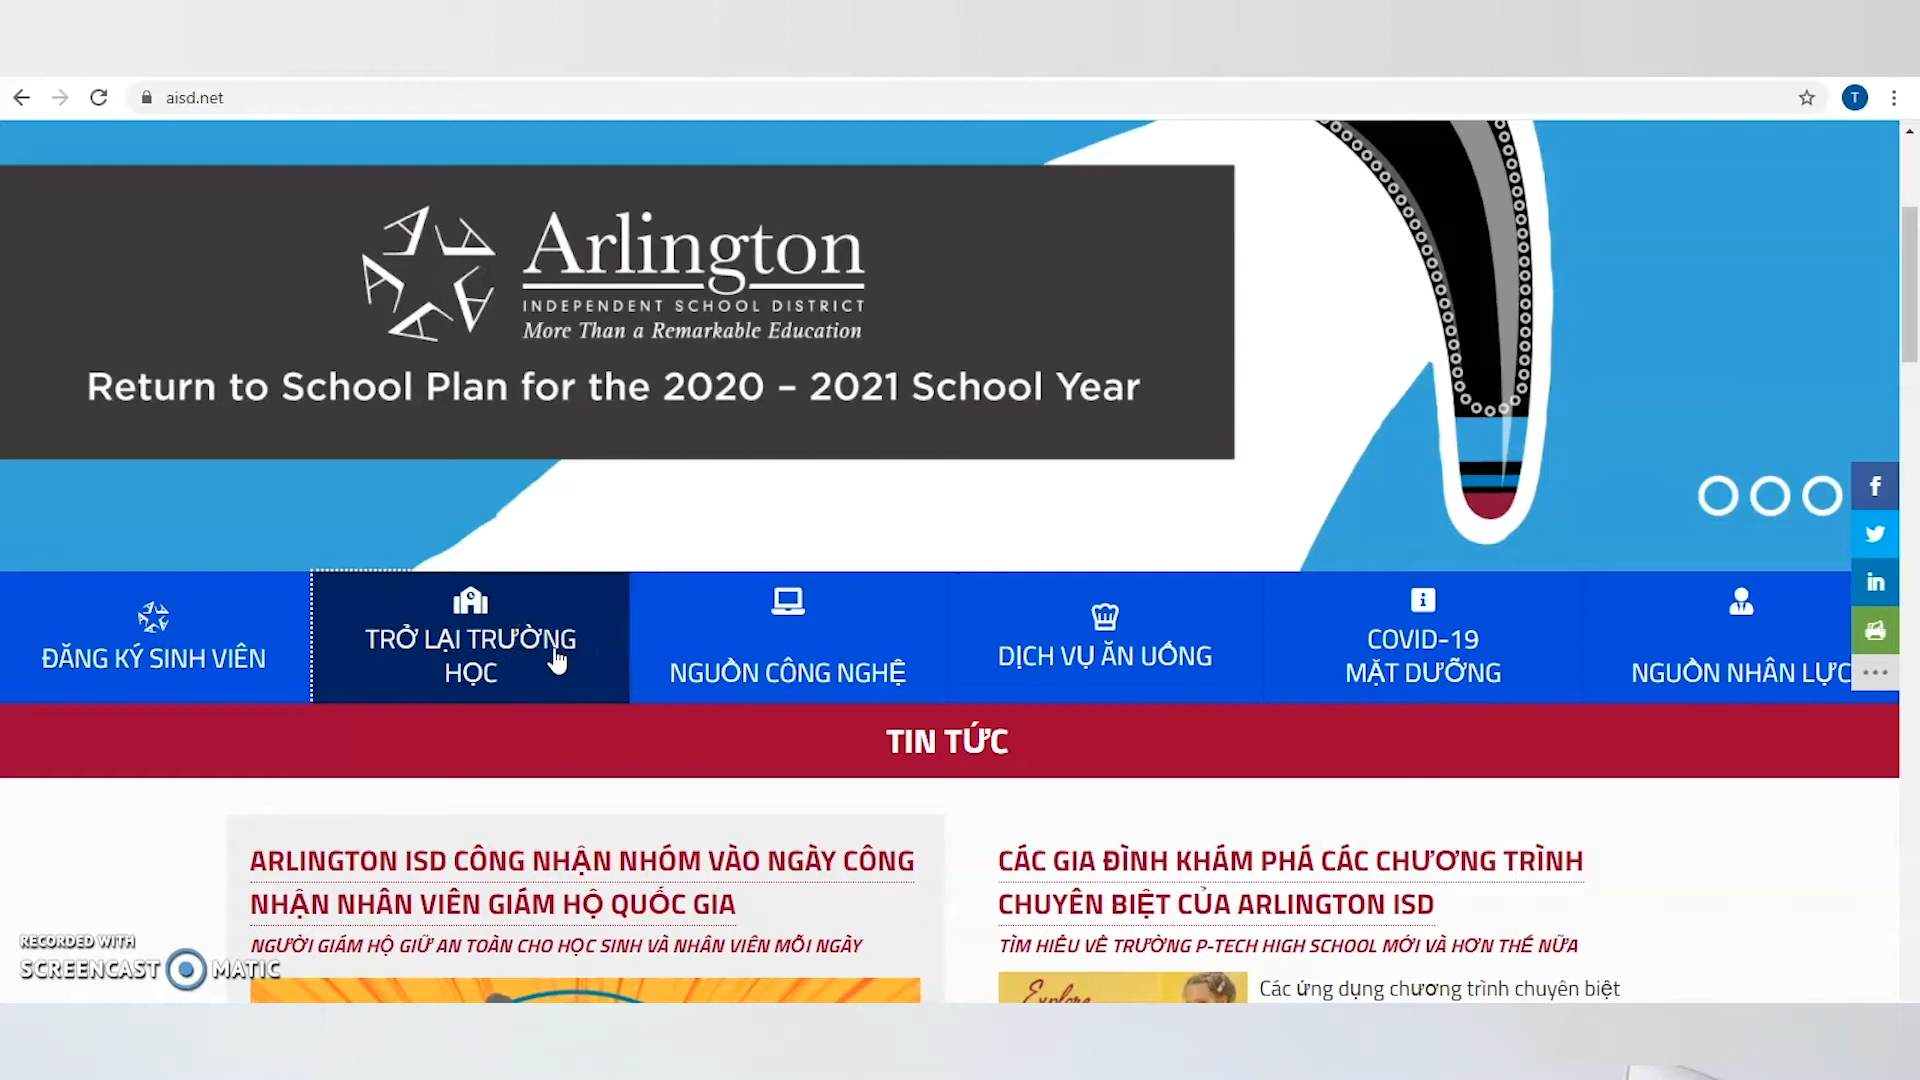 aisd.net
T
Arlington
INDEPENDENT SCHOOL DISTRICT
More Than a Remarkable Education
Return to School Plan for the 2020 – 2021 School Year
ĐĂNG KÝ SINH VIÊN
TRỞ LẠI TRƯỜNG
HỌC
NGUỒN CÔNG NGHỆ
DỊCH VỤ ĂN UỐNG
COVID-19
MẶT DƯỠNG
NGUỒN NHÂN LỰC
TIN TỨC
ARLINGTON ISD CÔNG NHẬN NHÓM VÀO NGÀY CÔNG
NHẬN NHÂN VIÊN GIÁM HỘ QUỐC GIA
NGƯỜI GIÁM HỘ GIỮ AN TOÀN CHO HỌC SINH VÀ NHÂN VIÊN MỖI NGÀY
CÁC GIA ĐÌNH KHÁM PHÁ CÁC CHƯƠNG TRÌNH
CHUYÊN BIỆT CỦA ARLINGTON ISD
TÌM HIỂU VỀ TRƯỜNG P-TECH HIGH SCHOOL MỚI VÀ HƠN THẾ NỮA
Explore
Các ứng dụng chương trình chuyên biệt
RECORDED WITH
SCREENCAST MATIC